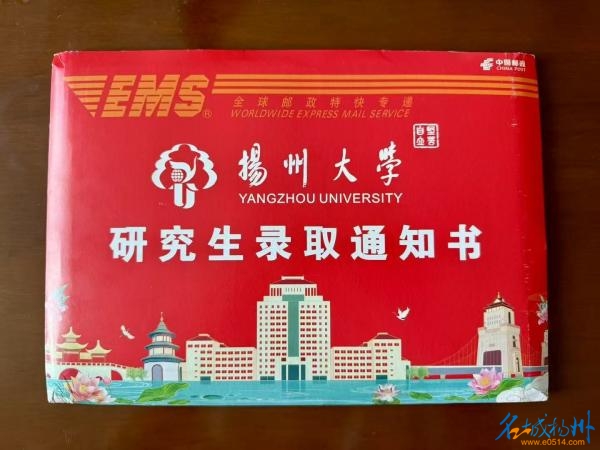 中国邮政
CHINA POST
EMS®
全球邮政特快专递
WORLDWIDE EXPRESS MAIL SERVICE
揚州大學
YANGZHOU UNIVERSITY
研究生录取通知书
名城扬州
www.e0514.com